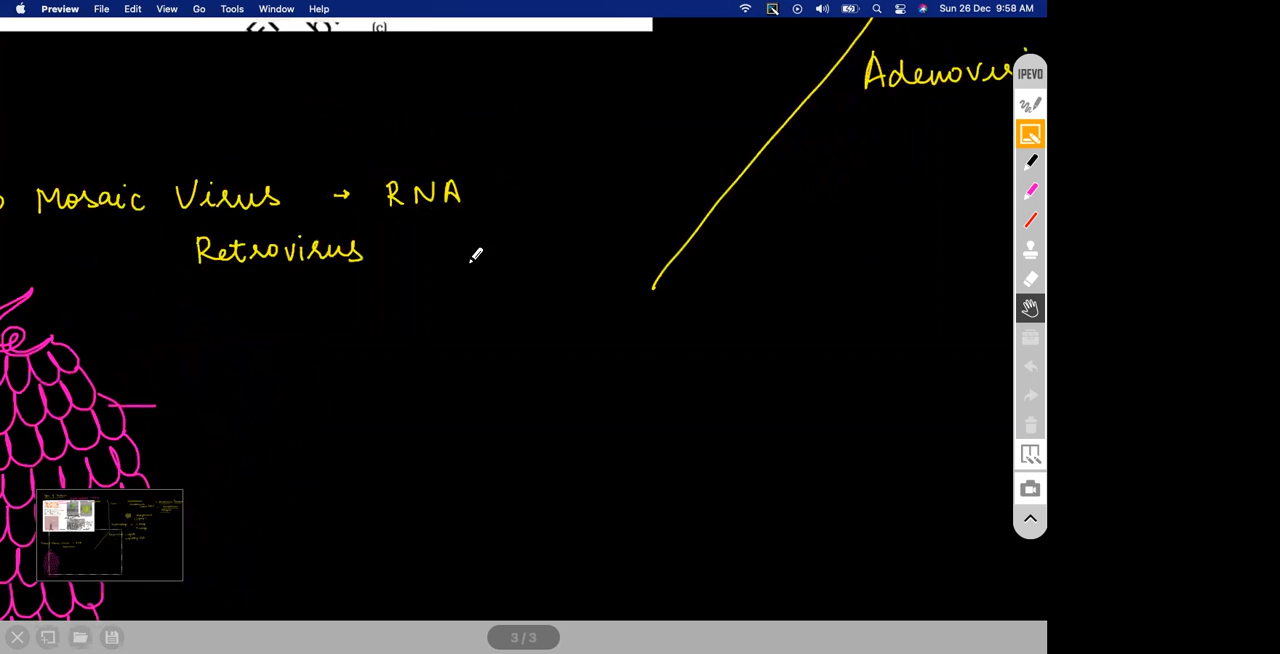 Preview File Edit View Go Tools Window Help Sun 26 Dec 9:58 AM
(c)
Adenovir
IPEVO
Mosaic Virus → RNA
Retrovirus
3 / 3